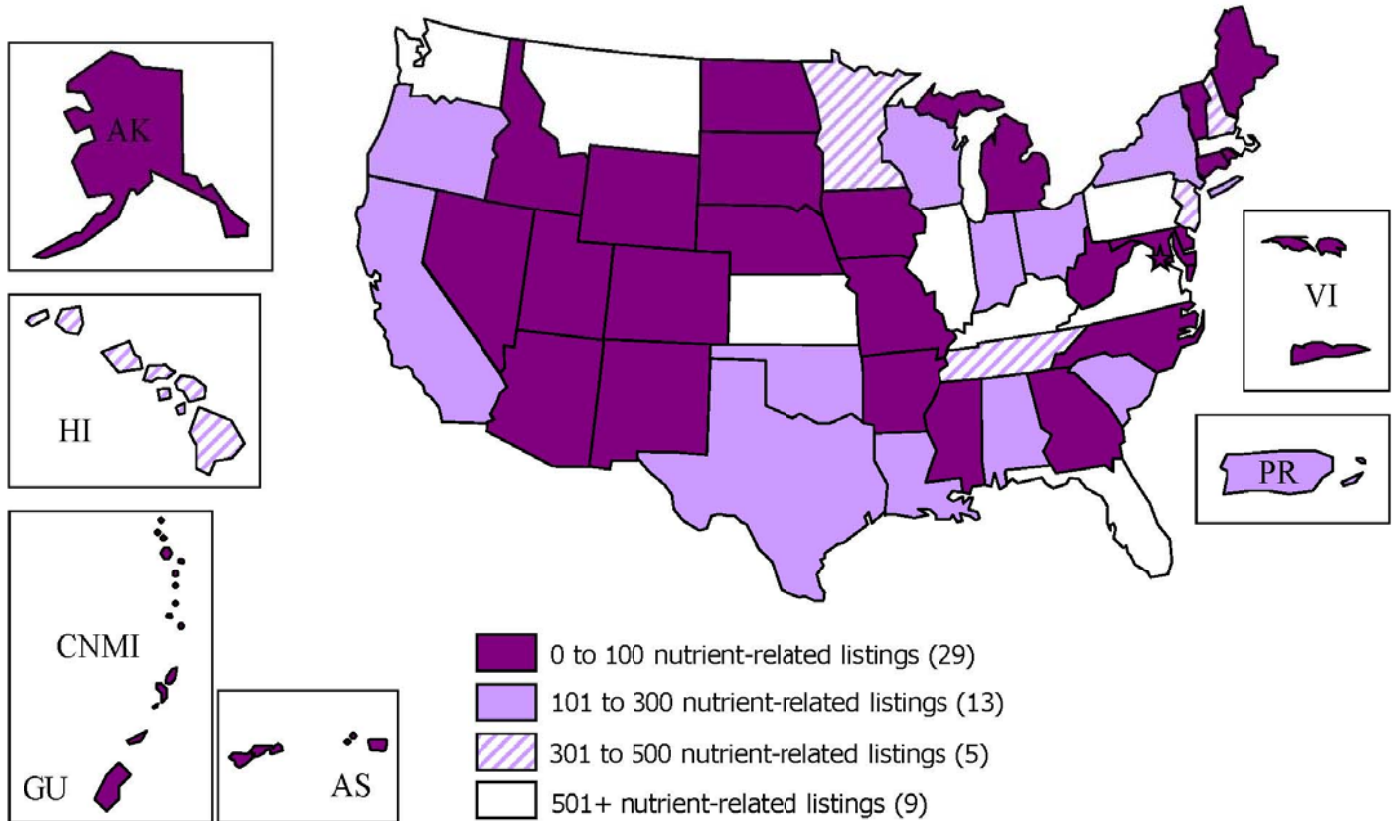 AK
HI
CNMI
GU
AS
VI
PR
0 to 100 nutrient-related listings (29)
101 to 300 nutrient-related listings (13)
301 to 500 nutrient-related listings (5)
501+ nutrient-related listings (9)